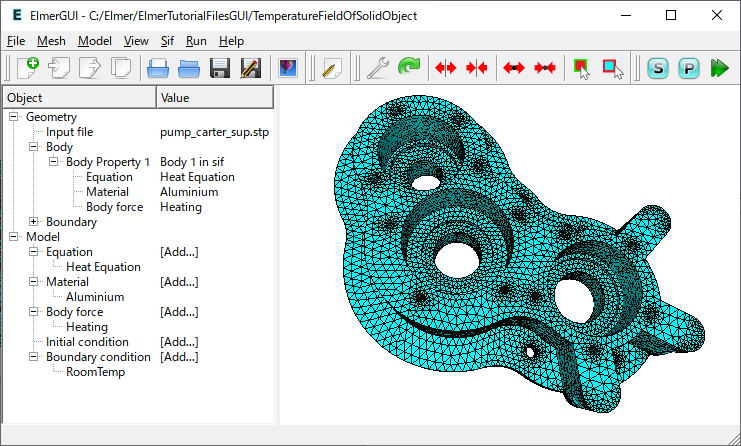 E ElmerGUI - C:/Elmer/ElmerTutorialFilesGUI/TemperatureFieldOfSolidObject
File Mesh Model View Sif Run Help
S P
Object Value
Geometry
Input file pump_carter_sup.stp
Body
Body Property 1 Body 1 in sif
Equation Heat Equation
Material Aluminium
Body force Heating
Boundary
Model
Equation [Add...]
Heat Equation
Material [Add...]
Aluminium
Body force [Add...]
Heating
Initial condition [Add...]
Boundary condition [Add...]
RoomTemp